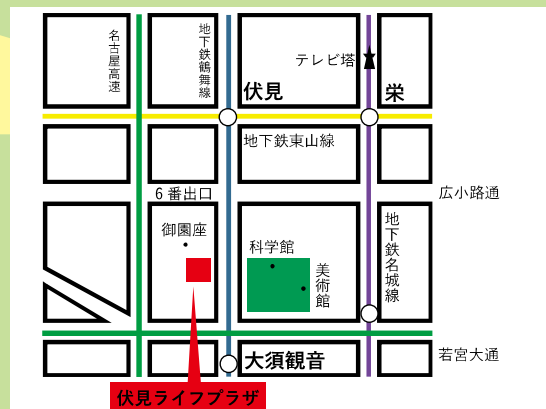 名古屋高速
地下鉄鶴舞線
テレビ塔
伏見
栄
地下鉄東山線
6番出口
広小路通
御園座
科学館
美術館
地下鉄名城線
若宮大通
大須観音
伏見ライフプラザ